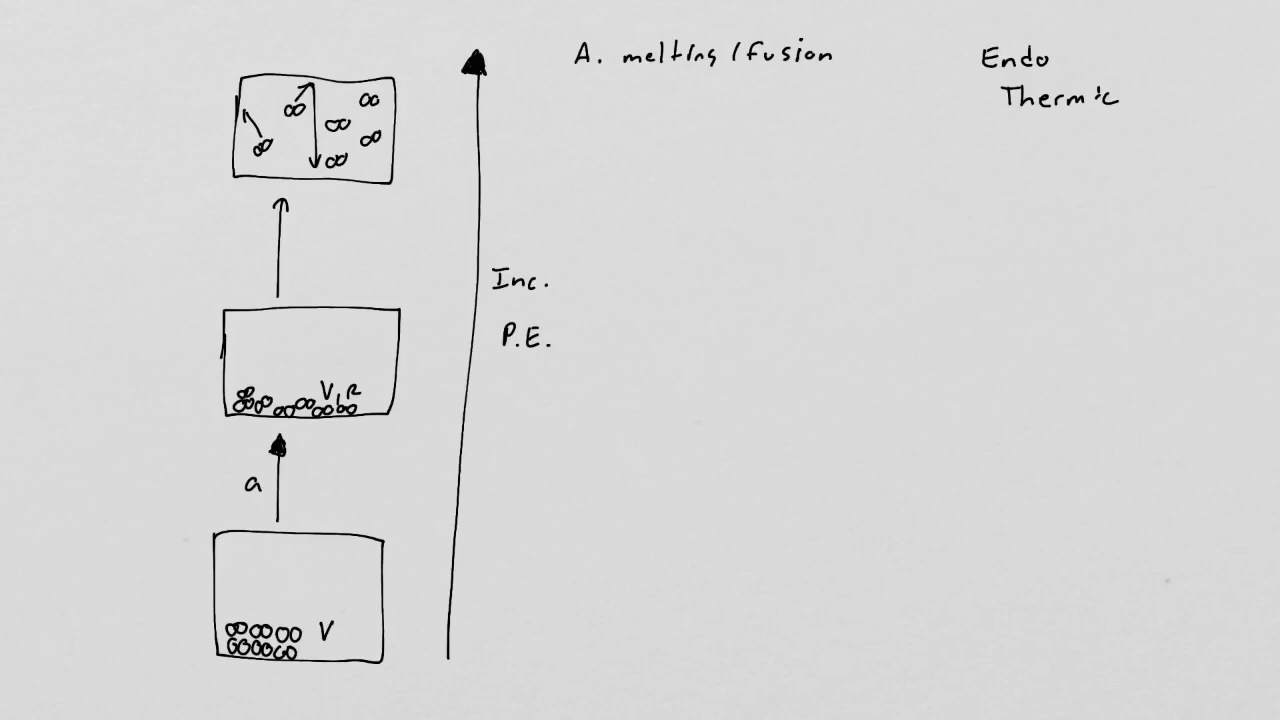 A. melting/fusion
Endo
Thermic
Inc.
P.E.
V, R
a
V